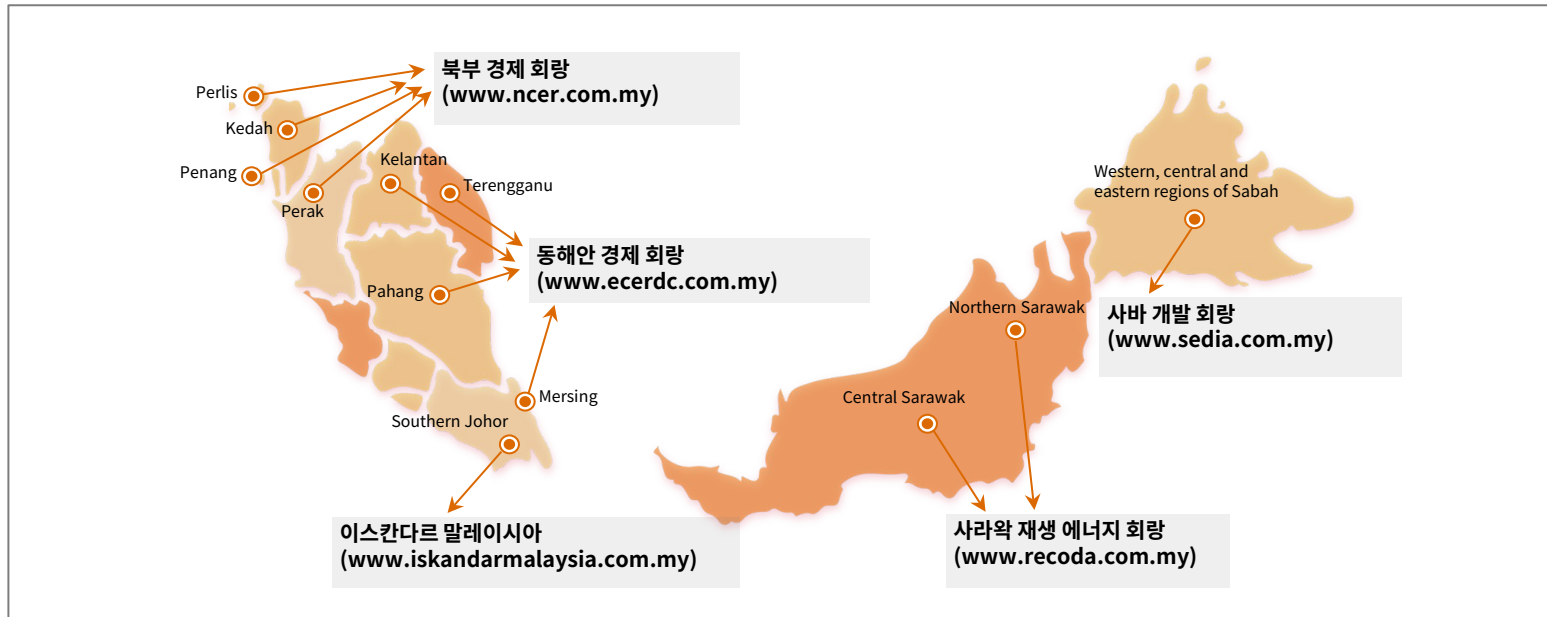 북부 경제 회랑
(www.ncer.com.my)
Perlis
Kedah
Penang
Perak
Kelantan
Terengganu
동해안 경제 회랑
(www.ecerdc.com.my)
Pahang
Mersing
Southern Johor
이스칸다르 말레이시아
(www.iskandarmalaysia.com.my)
Western, central and
eastern regions of Sabah
사바 개발 회랑
(www.sedia.com.my)
Northern Sarawak
Central Sarawak
사라왁 재생 에너지 회랑
(www.recoda.com.my)